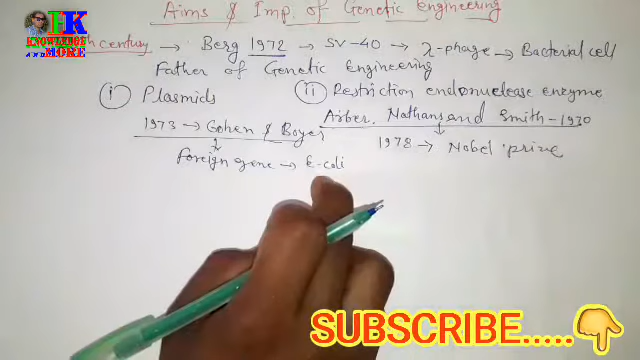 Aims & Imp. of Genetic Engineering
HK
KNOWLEDGE
MORE
th century → Berg 1972 → SV-40 → λ-phage → Bacterial cell
Father of Genetic Engineering
(i) Plasmids
(ii) Restriction endonuclease enzyme
1973 → Cohen & Boyer
Arber, Nathans and Smith - 1970
1978 → Nobel prize
Foreign gene → E-coli
SUBSCRIBE.....